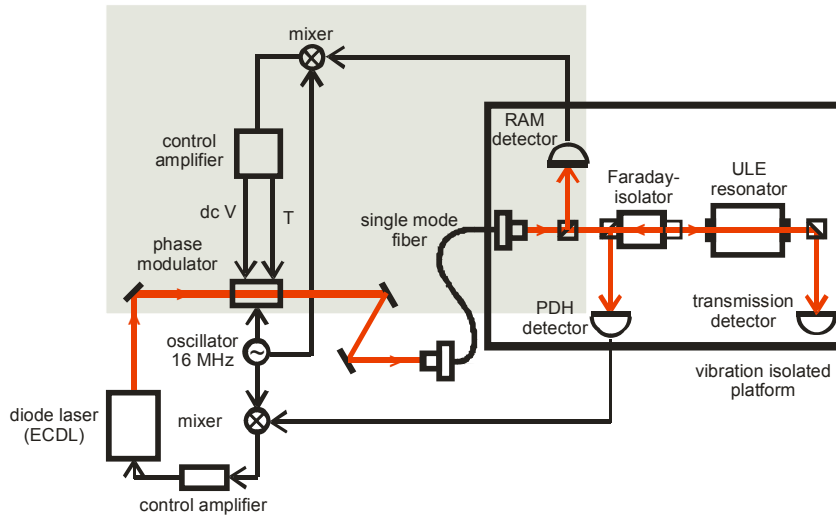 mixer
RAM
detector
control
amplifier
Faraday-
isolator
ULE
resonator
dc V
T
single mode
fiber
phase
modulator
oscillator
16 MHz
~
PDH
detector
transmission
detector
vibration isolated
platform
diode laser
(ECDL)
mixer
control amplifier